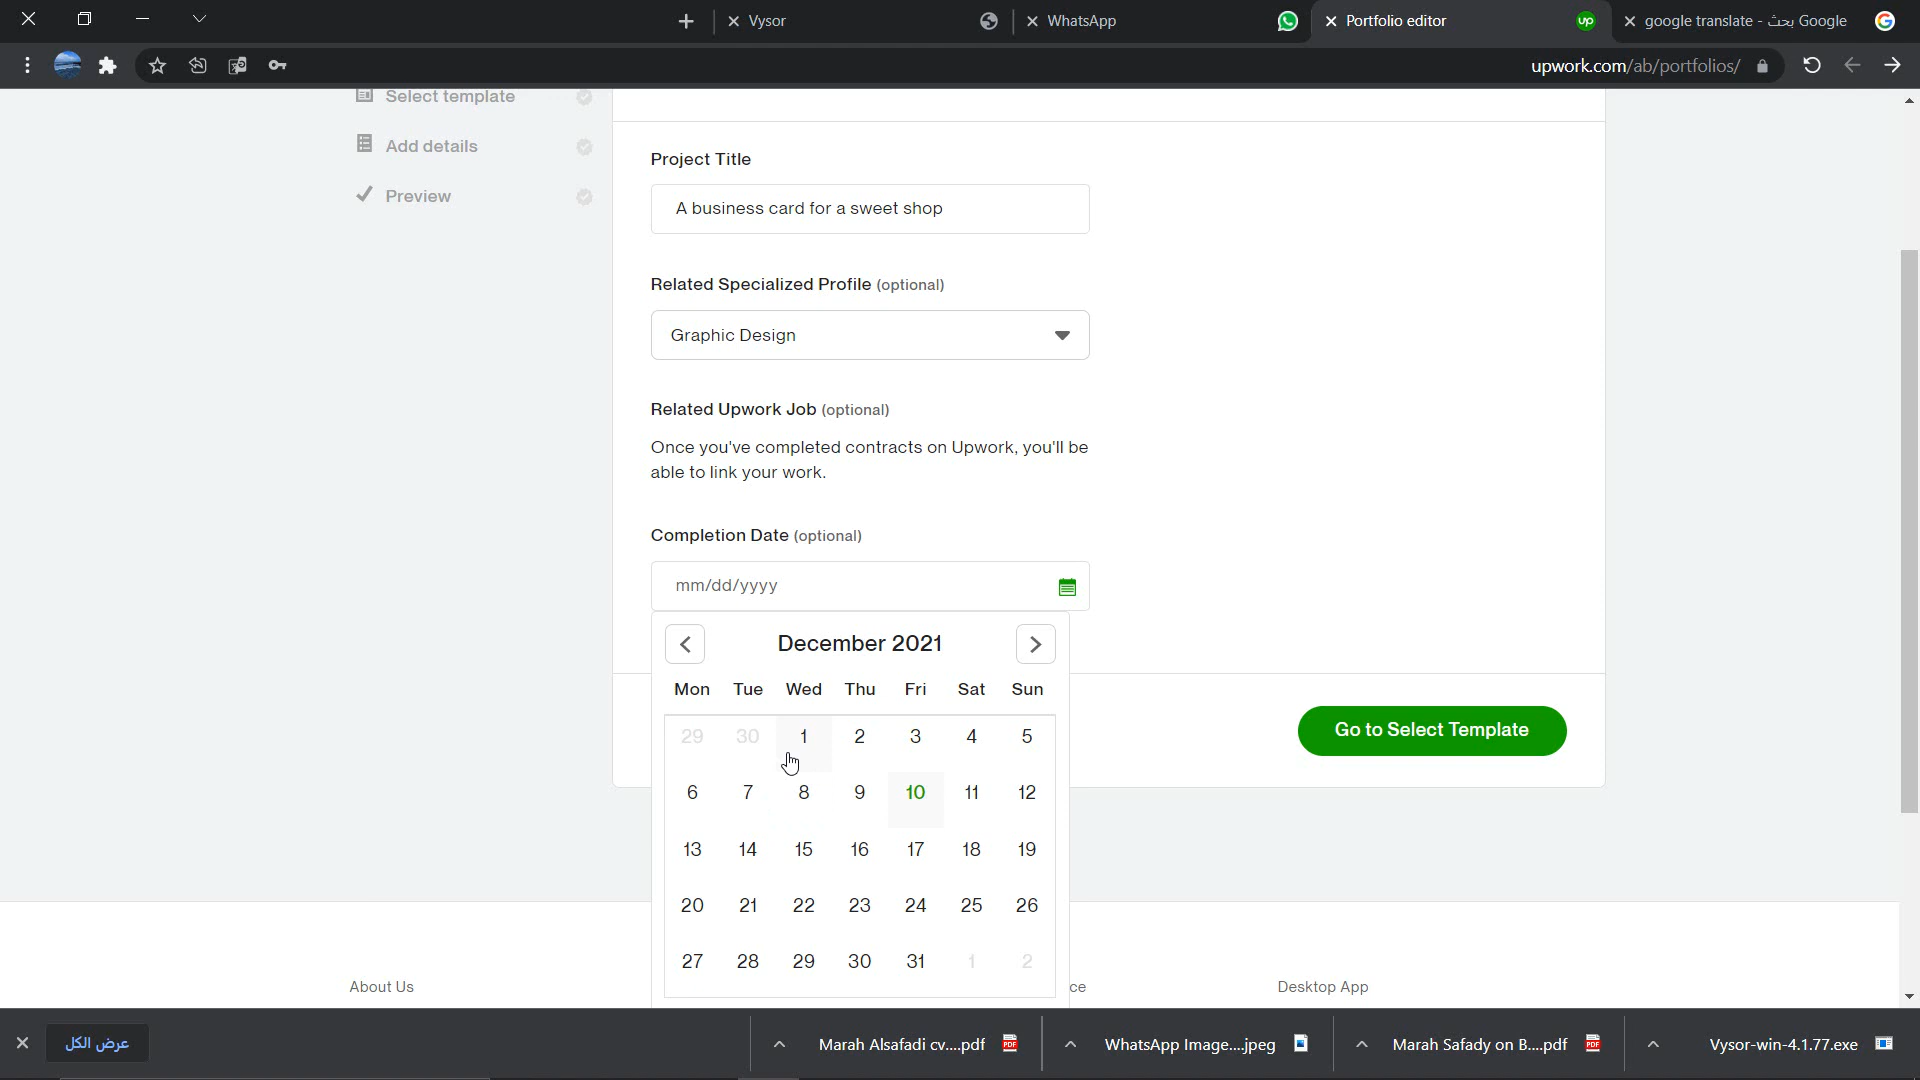 Vysor
WhatsApp
Portfolio editor
up
google translate - بحث Google
upwork.com/ab/portfolios/
Select template
Add details
Preview
Project Title
A business card for a sweet shop
Related Specialized Profile (optional)
Graphic Design
Related Upwork Job (optional)
Once you've completed contracts on Upwork, you'll be
able to link your work.
Completion Date (optional)
mm/dd/yyyy
December 2021
Mon Tue Wed Thu Fri Sat Sun
29 30 1 2 3 4 5
6 7 8 9 10 11 12
13 14 15 16 17 18 19
20 21 22 23 24 25 26
27 28 29 30 31 1 2
Go to Select Template
About Us
ce
Desktop App
عرض الكل
Marah Alsafadi cv....pdf
WhatsApp Image....jpeg
Marah Safady on B....pdf
Vysor-win-4.1.77.exe